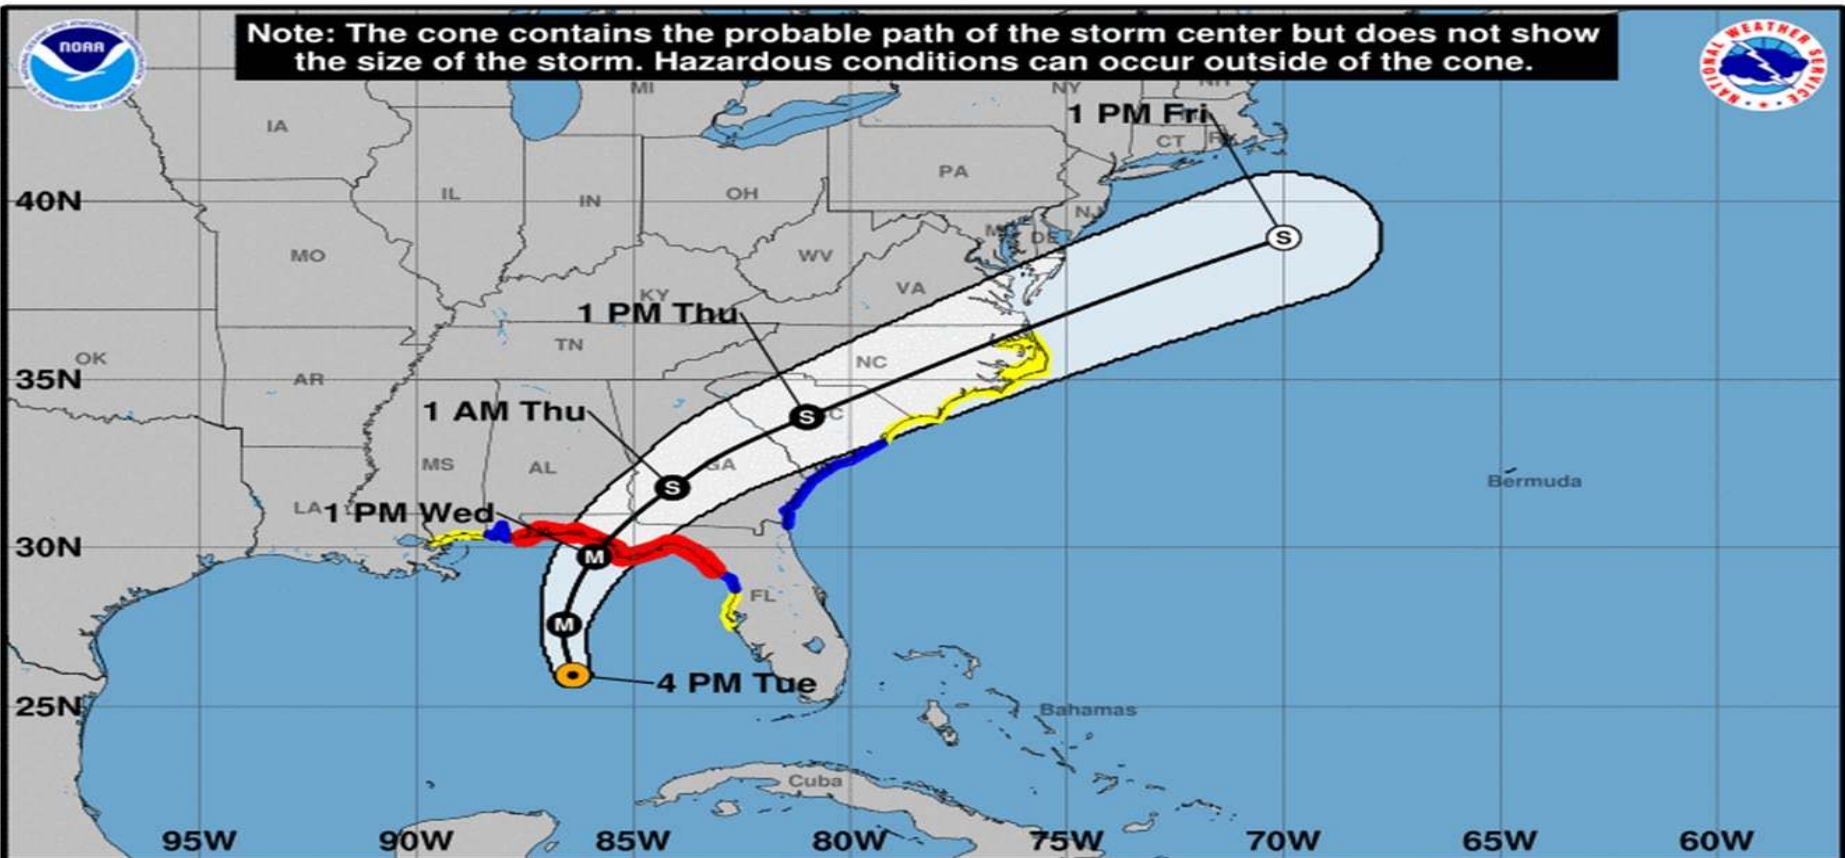 Note: The cone contains the probable path of the storm center but does not show
the size of the storm. Hazardous conditions can occur outside of the cone.
NOAA
NATIONAL WEATHER SERVICE
MI
NY
NH
1 PM Fri
IA
CT
PA
40N
IL
IN
OH
NJ
DE
MO
WV
VA
KY
1 PM Thu
TN
NC
OK
35N
AR
1 AM Thu
MS
AL
GA
Bermuda
LA
1 PM Wed
30N
M
S
S
S
FL
M
4 PM Tue
25N
Bahamas
Cuba
95W
90W
85W
80W
75W
70W
65W
60W